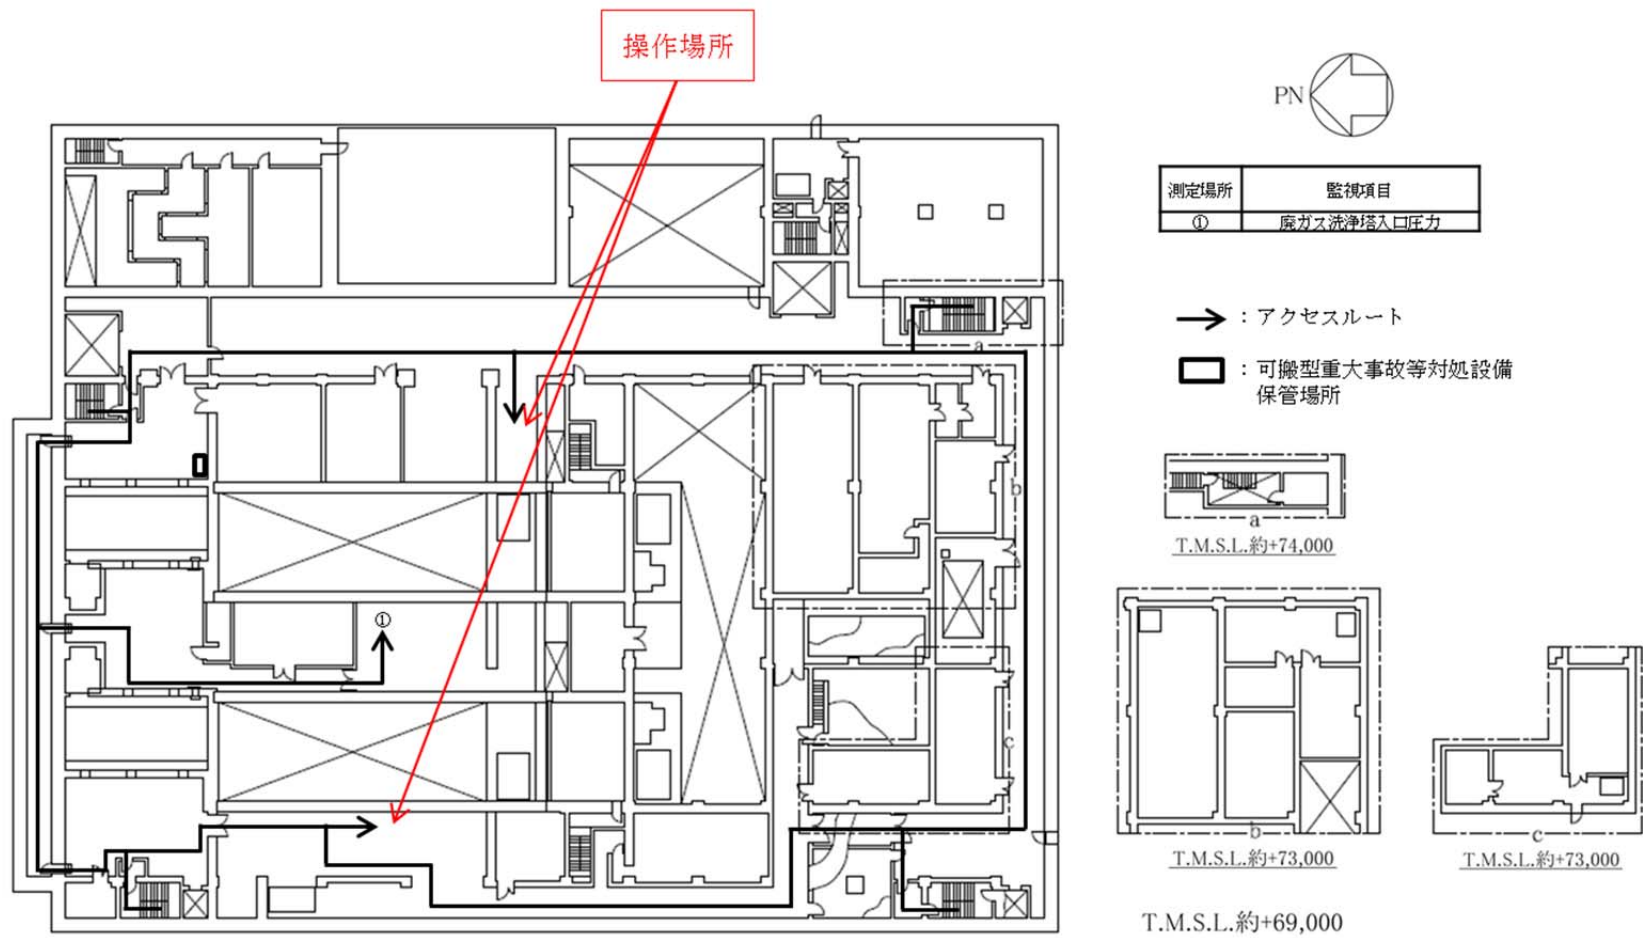 操作場所
PN
測定場所 監視項目
① 廃ガス洗浄塔入口圧力
: アクセスルート
: 可搬型重大事故等対処設備
保管場所
a
b
c
①
a
T.M.S.L.約+74,000
b
T.M.S.L.約+73,000
c
T.M.S.L.約+73,000
T.M.S.L.約+69,000